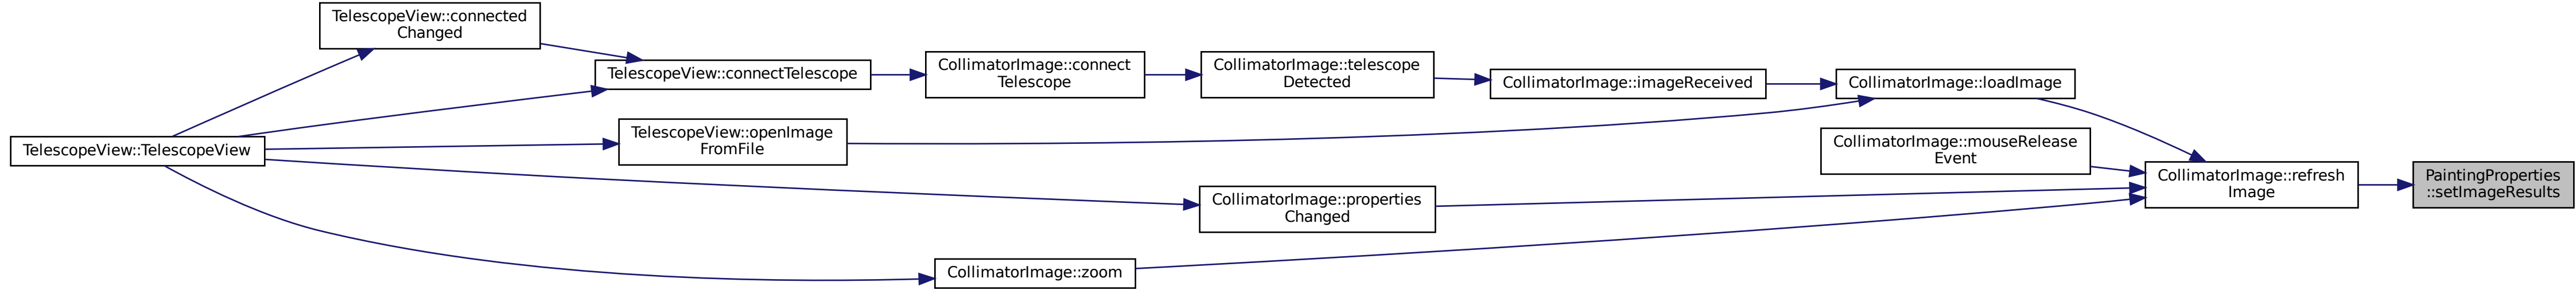 TelescopeView::connected
Changed
TelescopeView::connectTelescope
CollimatorImage::connect
Telescope
CollimatorImage::telescope
Detected
CollimatorImage::imageReceived
CollimatorImage::loadImage
TelescopeView::TelescopeView
TelescopeView::openImage
FromFile
CollimatorImage::mouseRelease
Event
CollimatorImage::refresh
Image
PaintingProperties
::setImageResults
CollimatorImage::properties
Changed
CollimatorImage::zoom